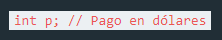 int p; // Pago en dólares